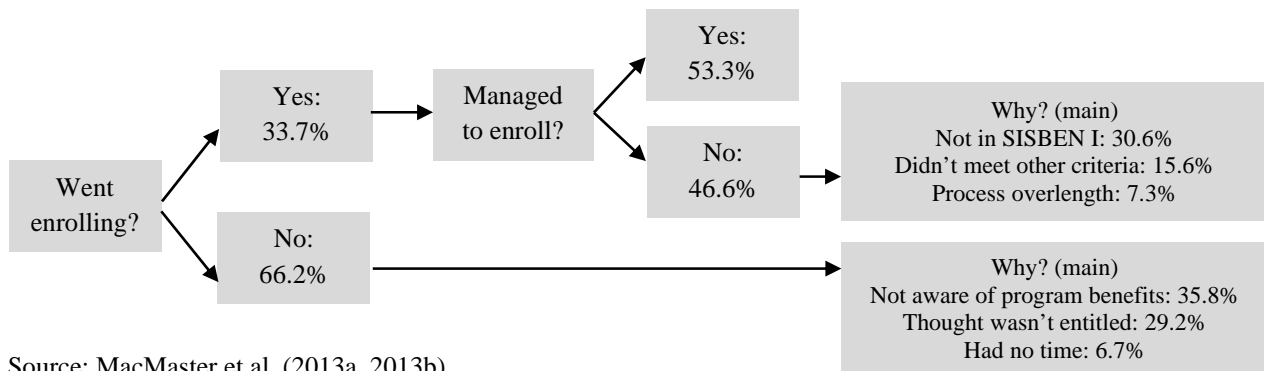 Went
enrolling?
Yes:
33.7%
No:
66.2%
Managed
to enroll?
Yes:
53.3%
No:
46.6%
Why? (main)
Not in SISBEN I: 30.6%
Didn’t meet other criteria: 15.6%
Process overlength: 7.3%
Why? (main)
Not aware of program benefits: 35.8%
Thought wasn’t entitled: 29.2%
Had no time: 6.7%
Source: MacMaster et al. (2013a, 2013b)